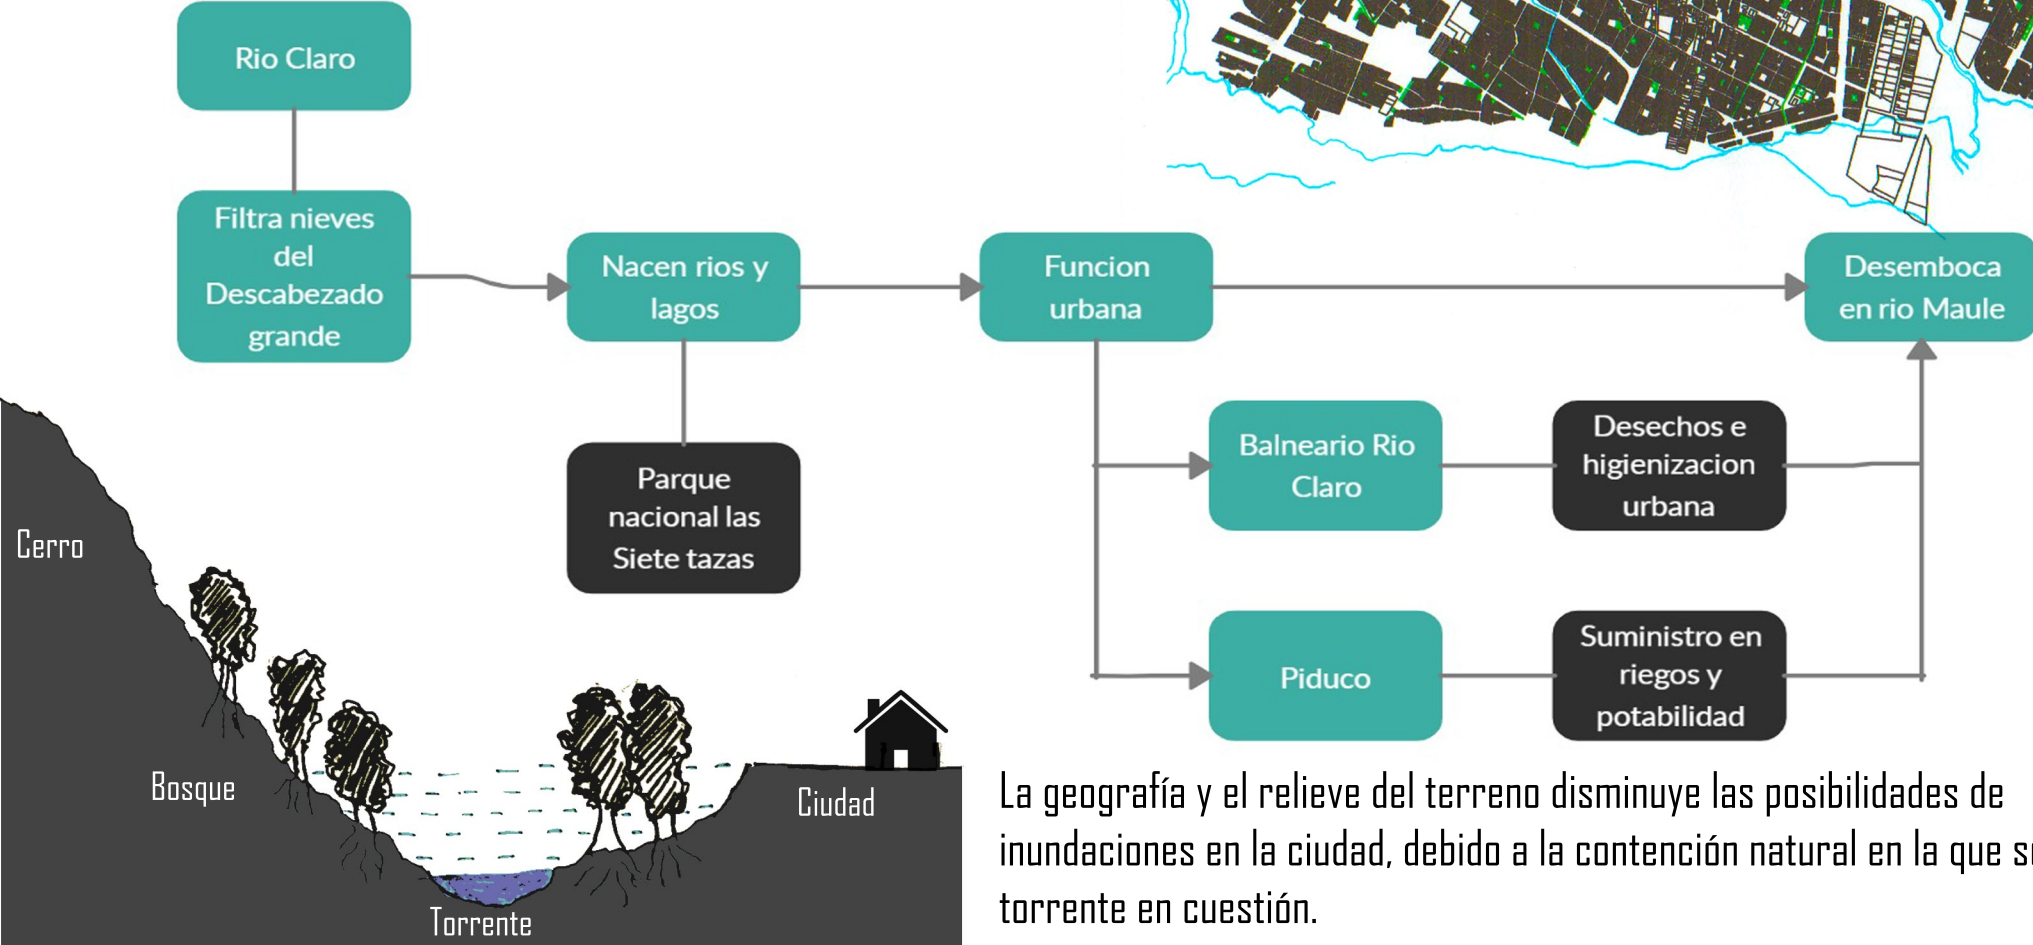 Rio Claro
Filtra nieves
del
Descabezado
grande
Nacen rios y
lagos
Funcion
urbana
Desemboca
en rio Maule
Parque
nacional las
Siete tazas
Balneario Rio
Claro
Desechos e
higienizacion
urbana
Piduco
Suministro en
riegos y
potabilidad
Cerro
Bosque
Torrente
Ciudad
La geografía y el relieve del terreno disminuye las posibilidades de
inundaciones en la ciudad, debido a la contención natural en la que
torrente en cuestión.